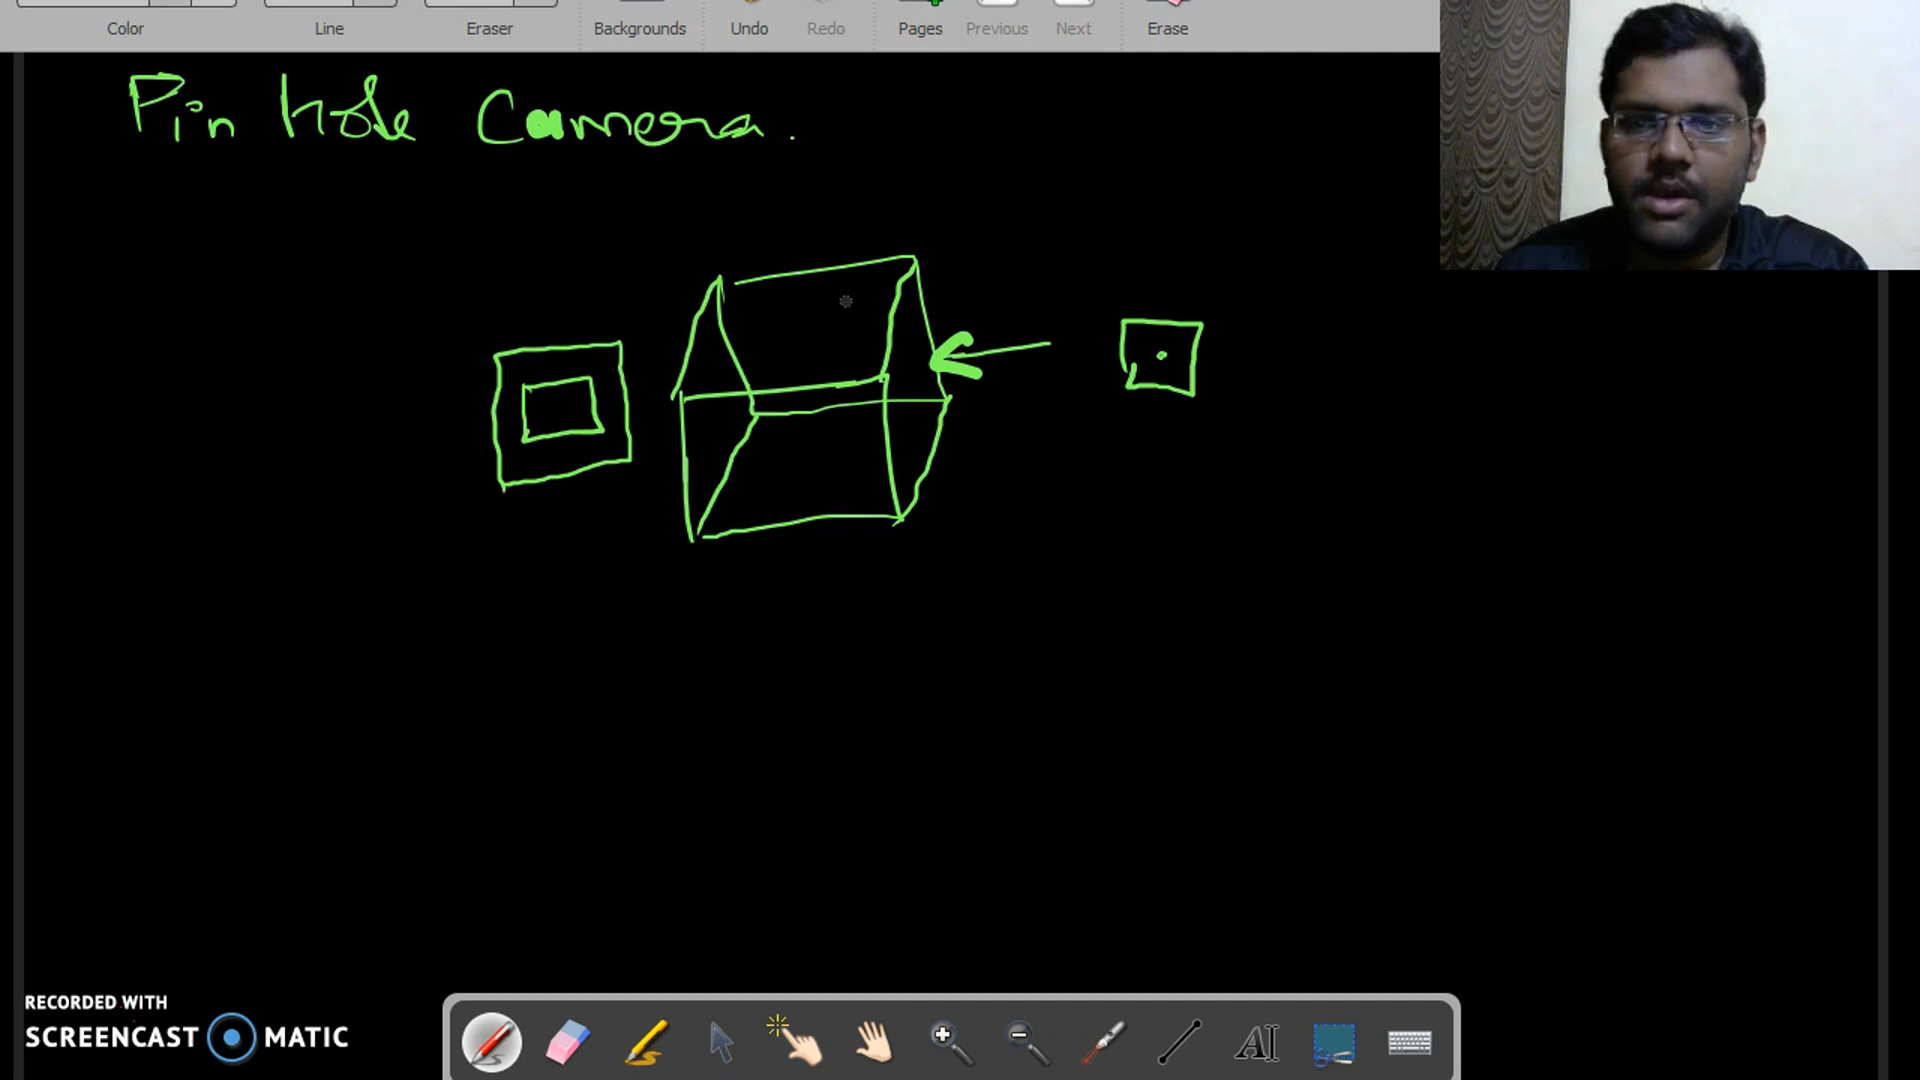 Color Line Eraser Backgrounds Undo Redo Pages Previous Next Erase
Pin hole Camera.
RECORDED WITH
SCREENCAST MATIC
AI